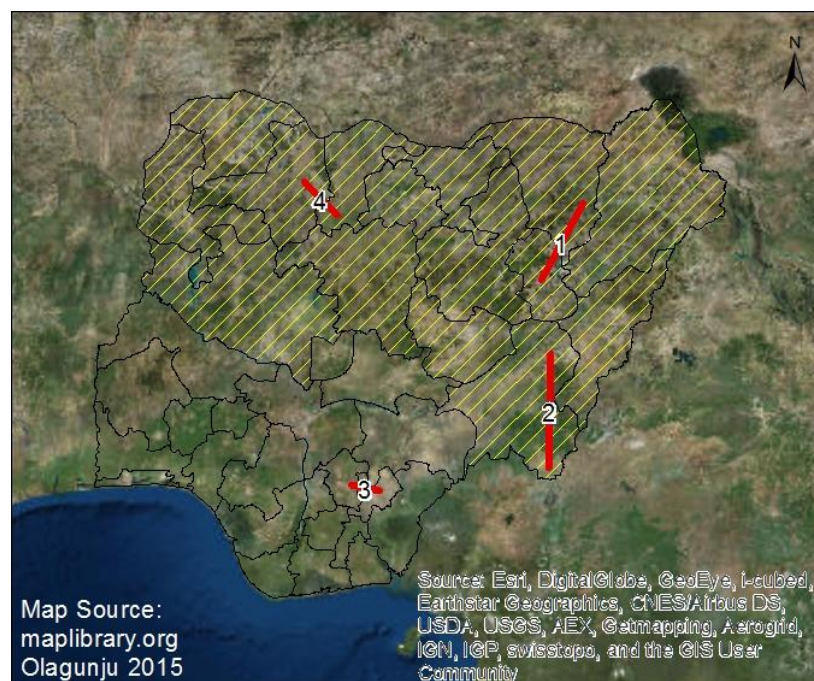 N
4
1
2
3
Map Source:
maplibrary.org
Olagunju 2015
Source: Esri, DigitalGlobe, GeoEye, i-cubed,
Earthstar Geographics, CNES/Airbus DS,
USDA, USGS, AEX, Getmapping, Aerogrid,
IGN, IGP, swisstopo, and the GIS User
Community